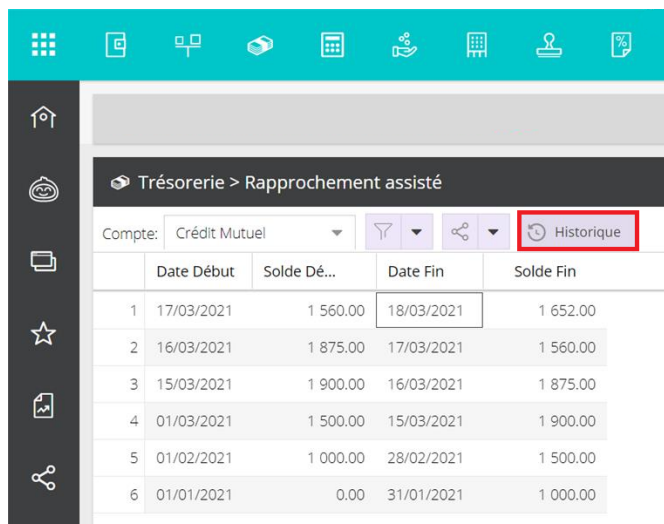 Trésorerie > Rapprochement assisté
Compte: Crédit Mutuel Historique
Date Début Solde Dé... Date Fin Solde Fin
1 17/03/2021 1 560.00 18/03/2021 1 652.00
2 16/03/2021 1 875.00 17/03/2021 1 560.00
3 15/03/2021 1 900.00 16/03/2021 1 875.00
4 01/03/2021 1 500.00 15/03/2021 1 900.00
5 01/02/2021 1 000.00 28/02/2021 1 500.00
6 01/01/2021 0.00 31/01/2021 1 000.00